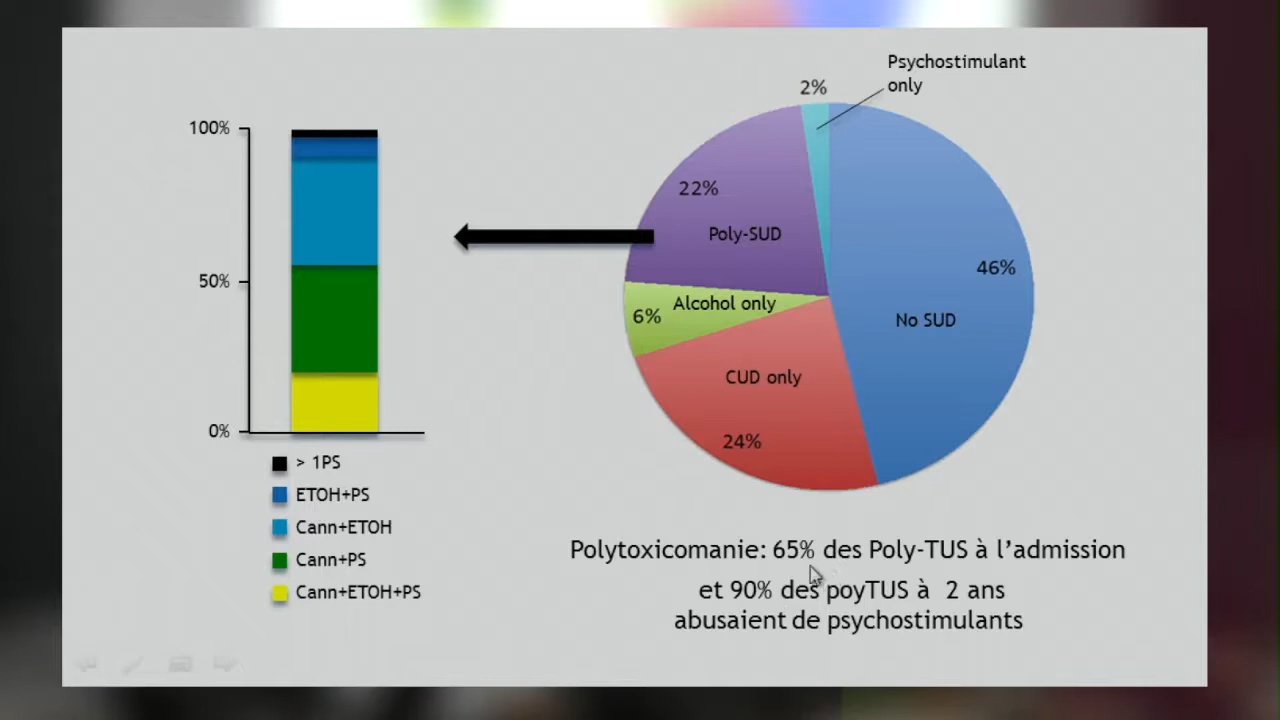 100%
50%
0%
> 1PS
ETOH+PS
Cann+ETOH
Cann+PS
Cann+ETOH+PS
Psychostimulant
only
2%
22%
Poly-SUD
46%
No SUD
Alcohol only
6%
CUD only
24%
Polytoxicomanie: 65% des Poly-TUS à l’admission
et 90% des poyTUS à 2 ans
abusaient de psychostimulants